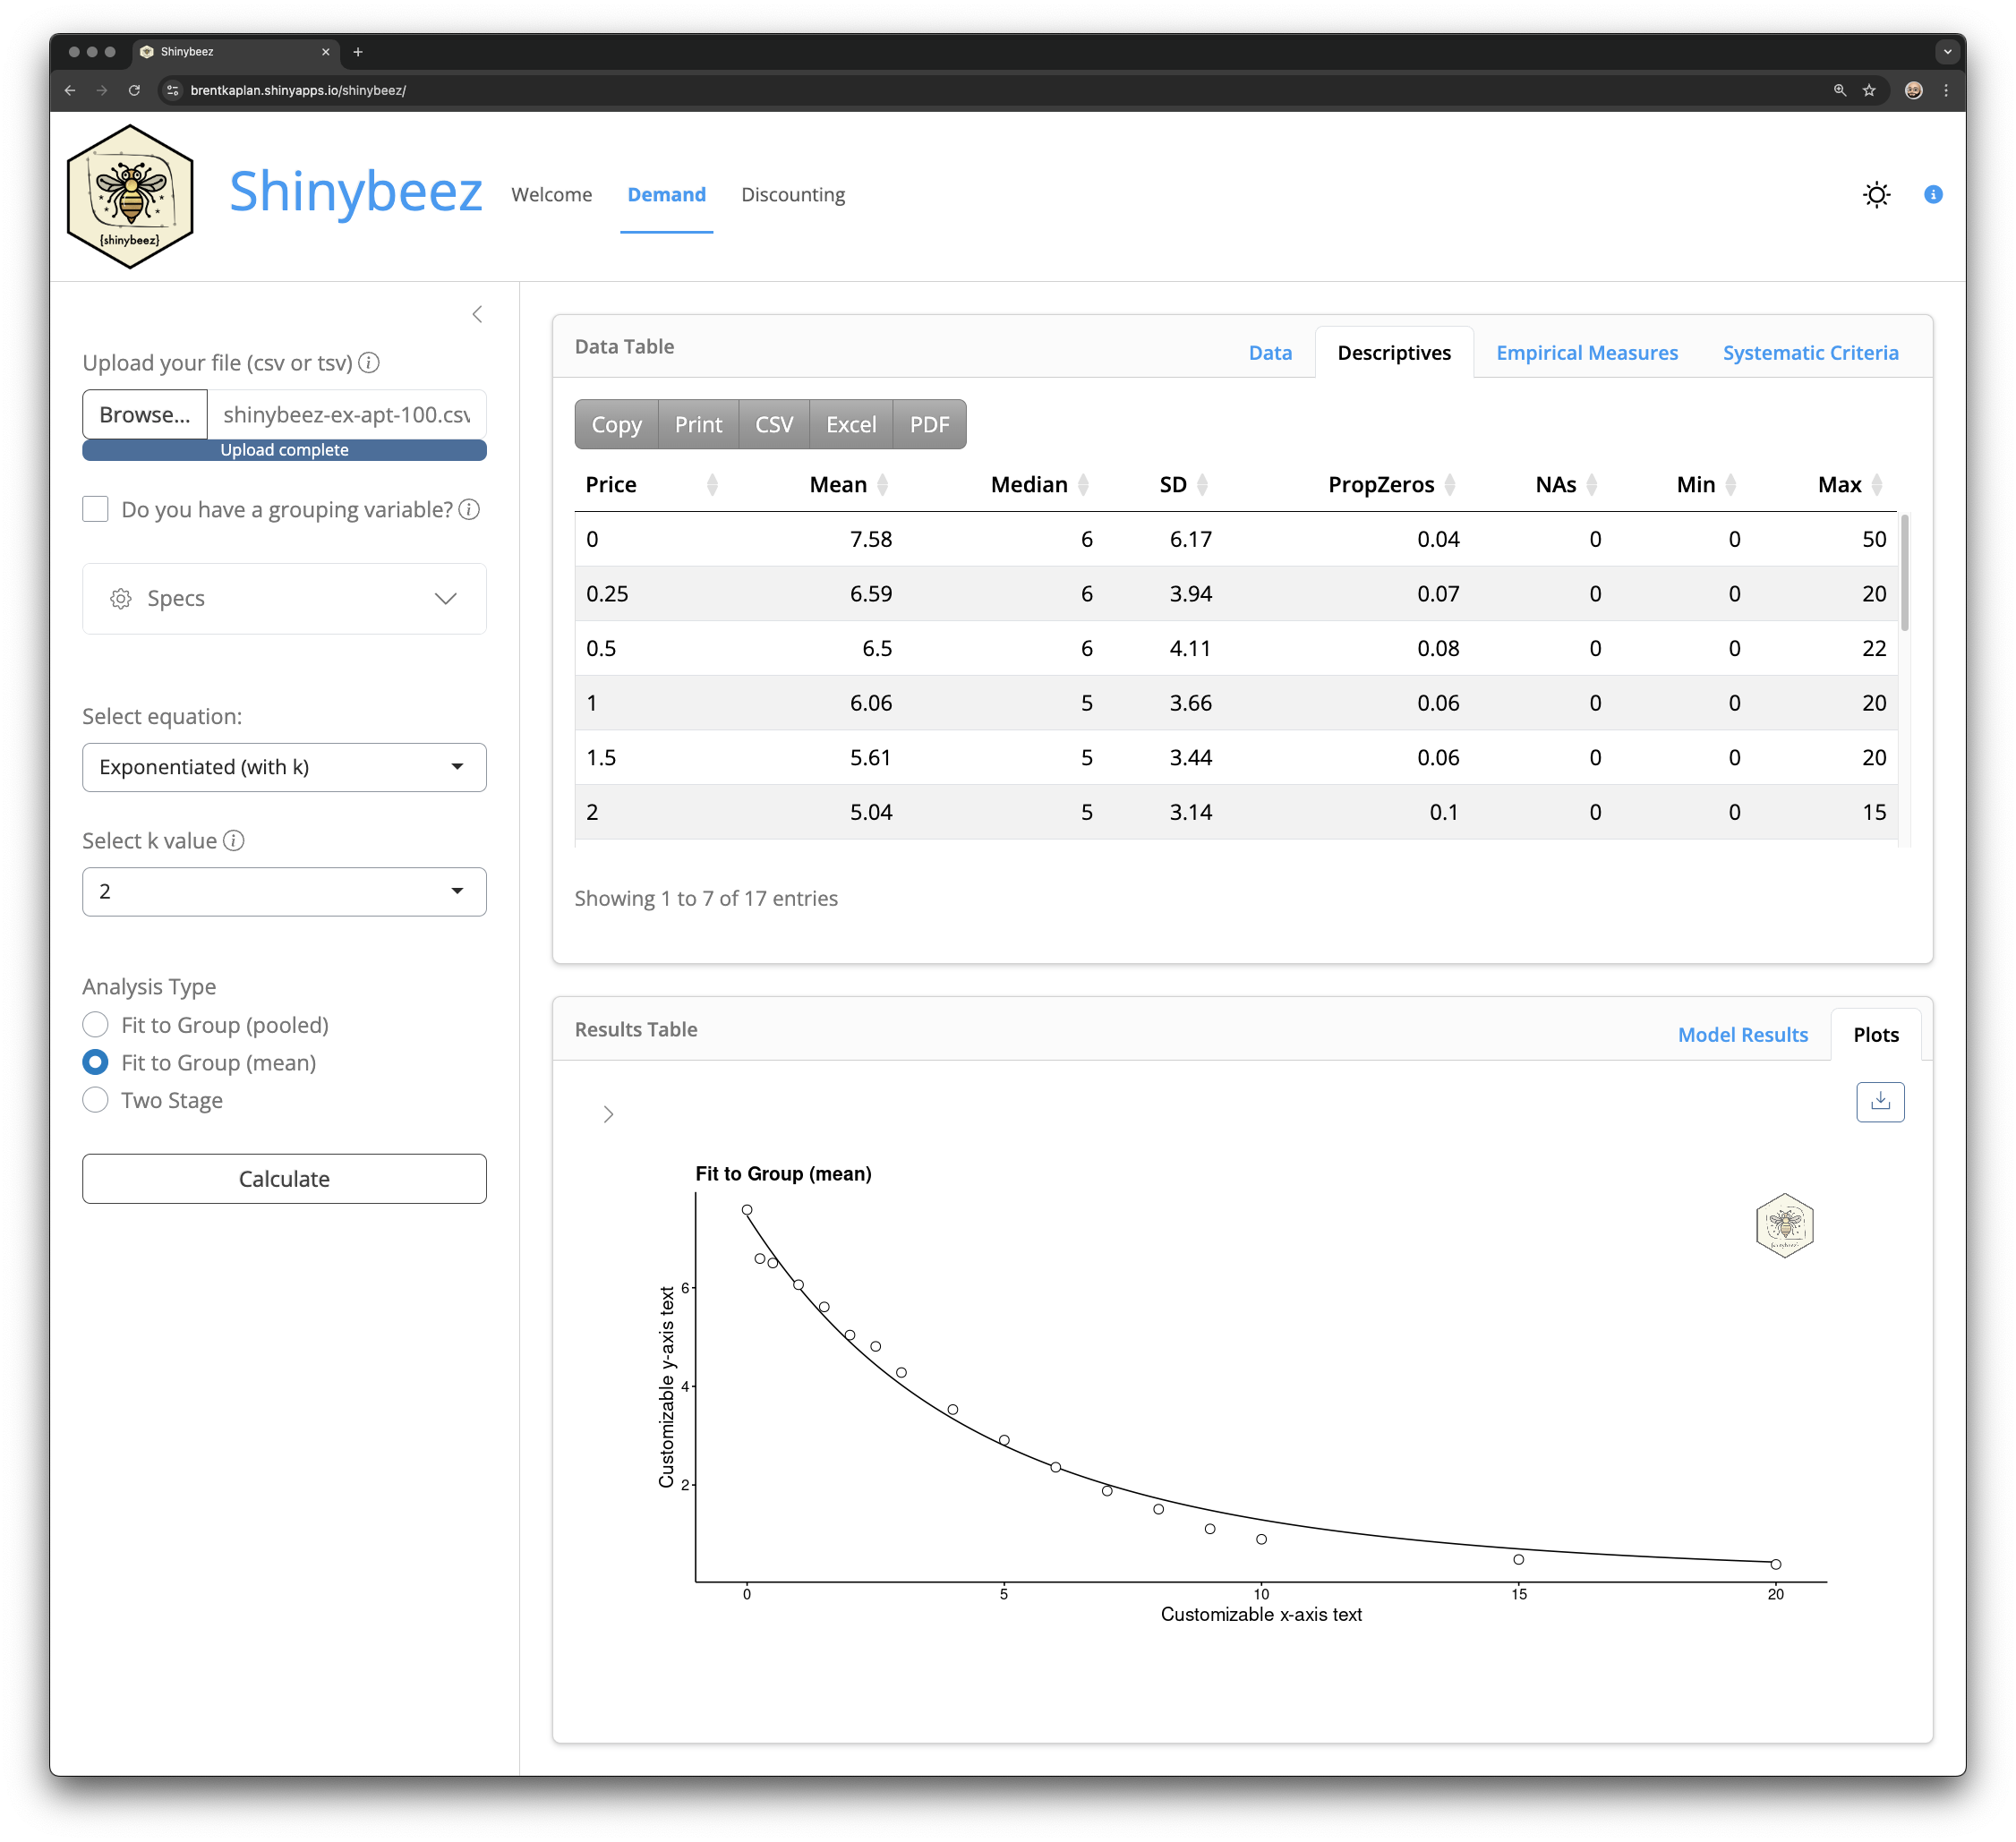 Shinybeez
brentkaplan.shinyapps.io/shinybeez/
{shinybeez}
Shinybeez
Welcome
Demand
Discounting
Upload your file (csv or tsv)
Browse...
shinybeez-ex-apt-100.csv
Upload complete
Do you have a grouping variable?
Specs
Select equation:
Exponentiated (with k)
Select k value
2
Analysis Type
Fit to Group (pooled)
Fit to Group (mean)
Two Stage
Calculate
Data Table
Data
Descriptives
Empirical Measures
Systematic Criteria
Copy Print CSV Excel PDF
Price Mean Median SD PropZeros NAs Min Max
0 7.58 6 6.17 0.04 0 0 50
0.25 6.59 6 3.94 0.07 0 0 20
0.5 6.5 6 4.11 0.08 0 0 22
1 6.06 5 3.66 0.06 0 0 20
1.5 5.61 5 3.44 0.06 0 0 20
2 5.04 5 3.14 0.1 0 0 15
Showing 1 to 7 of 17 entries
Results Table
Model Results
Plots
Fit to Group (mean)
Customizable y-axis text
6
4
2
0 5 10 15 20
Customizable x-axis text